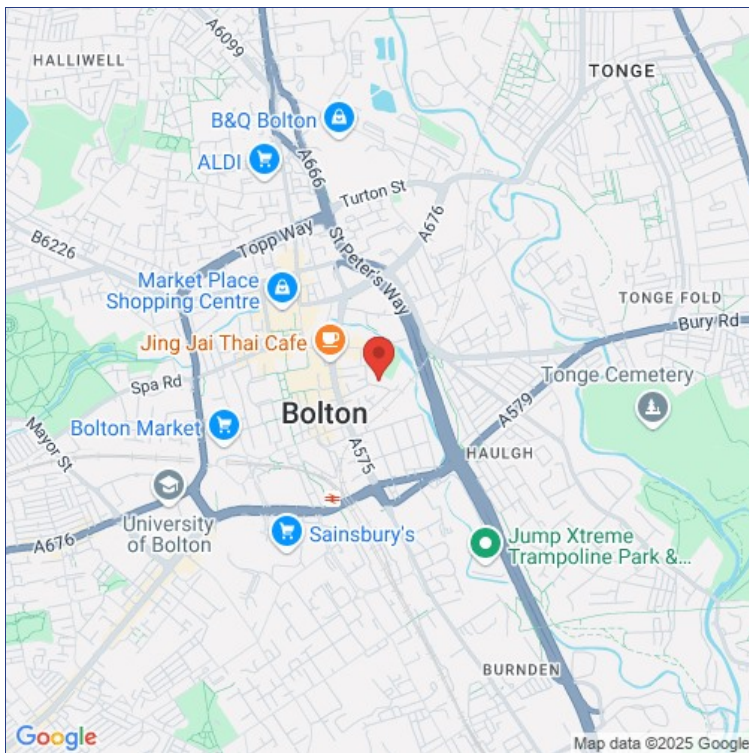 A6099
HALLIWELL
TONGE
B&Q Bolton
ALDI
A666
Turton St
A676
B6226
Topp Way
St Peter's Way
Market Place
Shopping Centre
TONGE FOLD
Bury Rd
Jing Jai Thai Cafe
Spa Rd
Tonge Cemetery
Bolton
A579
Bolton Market
Mayor St
A575
HAULGH
University
of Bolton
A676
Sainsbury's
Jump Xtreme
Trampoline Park &...
BURNDEN
Google
Map data ©2025 Google